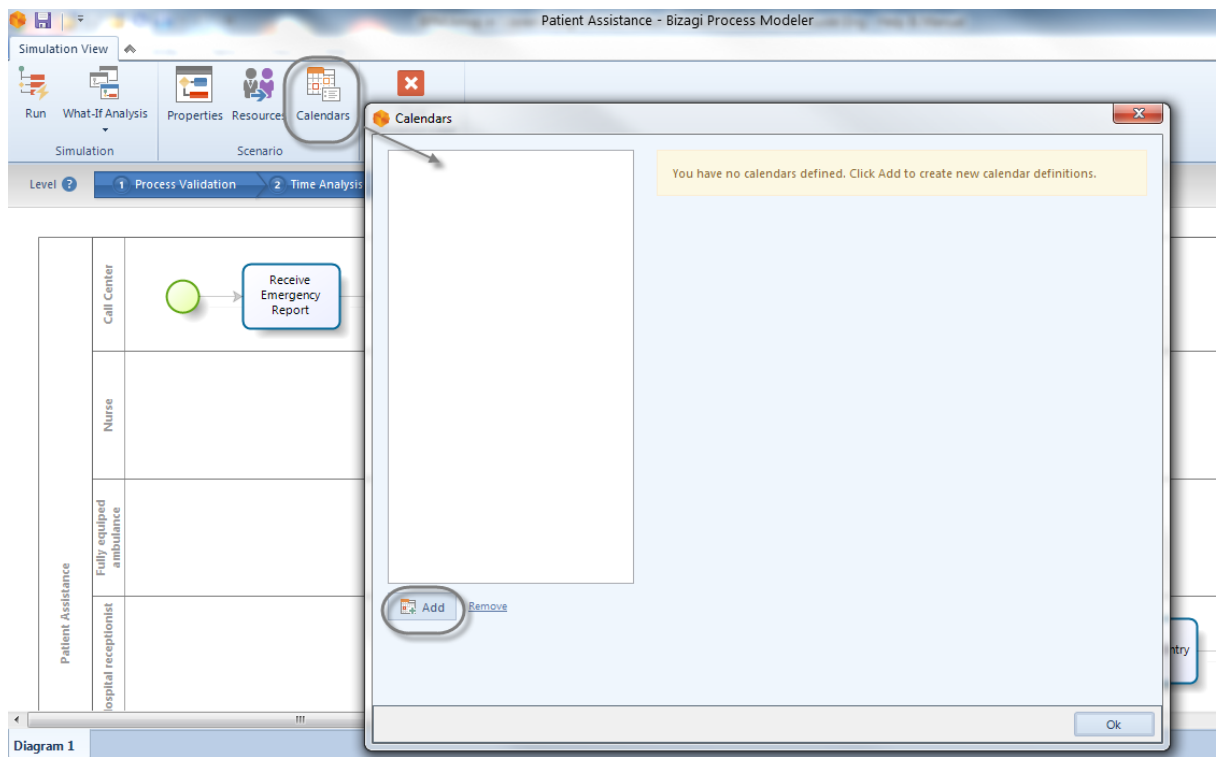 Patient Assistance - Bizagi Process Modeler
Simulation View
Run
What-If Analysis
Properties
Resources
Calendars
Simulation
Scenario
Level
1 Process Validation
2 Time Analysis
Calendars
You have no calendars defined. Click Add to create new calendar definitions.
Add
Remove
Ok
Patient Assistance
Call Center
Receive
Emergency
Report
Nurse
Fully equiped
ambulance
receptionist
Diagram 1